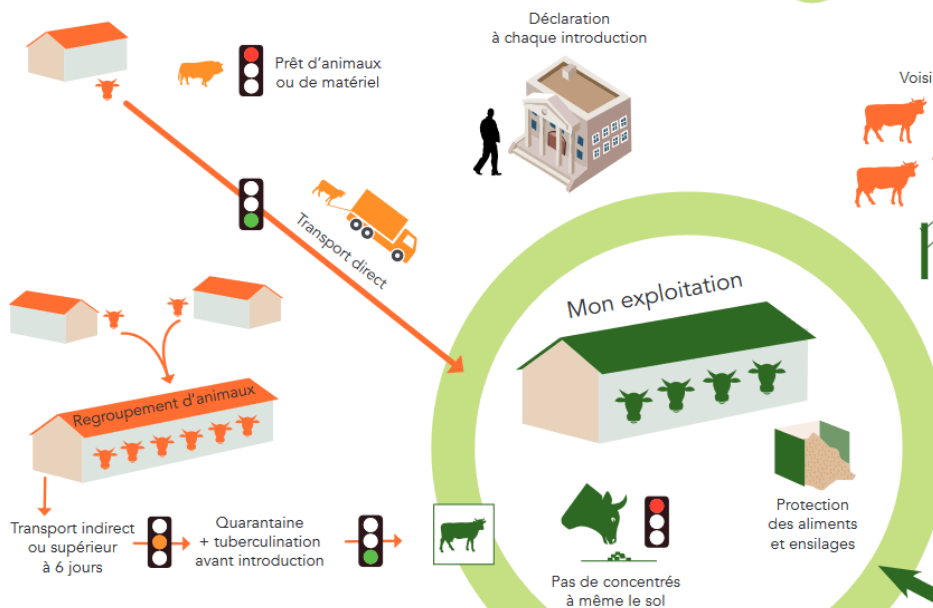 Déclaration
à chaque introduction
Prêt d'animaux
ou de matériel
Voisi
Transport direct
Mon exploitation
Regroupement d'animaux
Transport indirect
ou supérieur
à 6 jours
Quarantaine
+ tuberculination
avant introduction
Protection
des aliments
et ensilages
Pas de concentrés
à même le sol